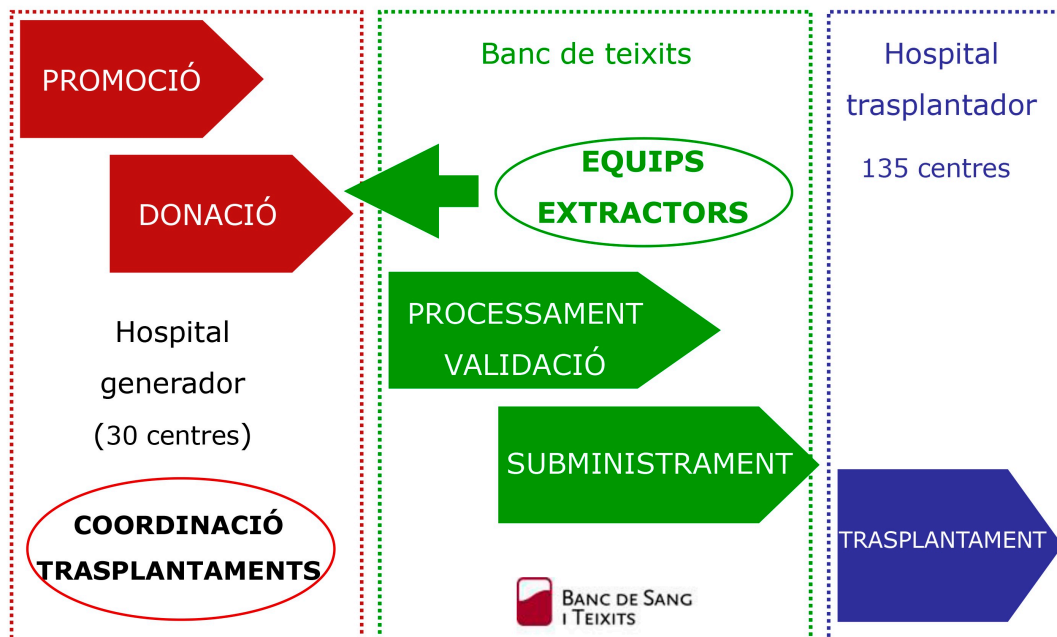 PROMOCIÓ
DONACIÓ
Hospital
generador
(30 centres)
COORDINACIÓ
TRASPLANTAMENTS
Banc de teixits
EQUIPS
EXTRACTORS
PROCESSAMENT
VALIDACIÓ
SUBMINISTRAMENT
BANC DE SANG
I TEIXITS
Hospital
trasplantador
135 centres
TRASPLANTAMENT